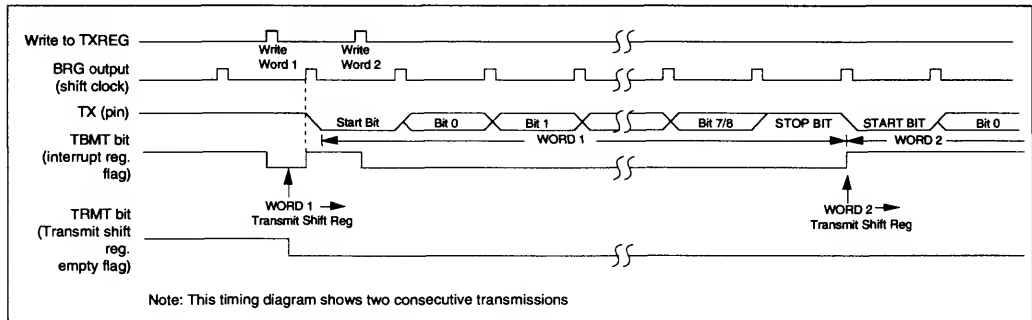 Write to TXREG
Write
Word 1
Write
Word 2
BRG output
(shift clock)
TX (pin)
Start Bit
Bit 0
Bit 1
Bit 7/8
STOP BIT
START BIT
Bit 0
WORD 1
WORD 2
TBMT bit
(interrupt reg.
flag)
WORD 1
Transmit Shift Reg
WORD 2
Transmit Shift Reg
TRMT bit
(Transmit shift
reg.
empty flag)
Note: This timing diagram shows two consecutive transmissions